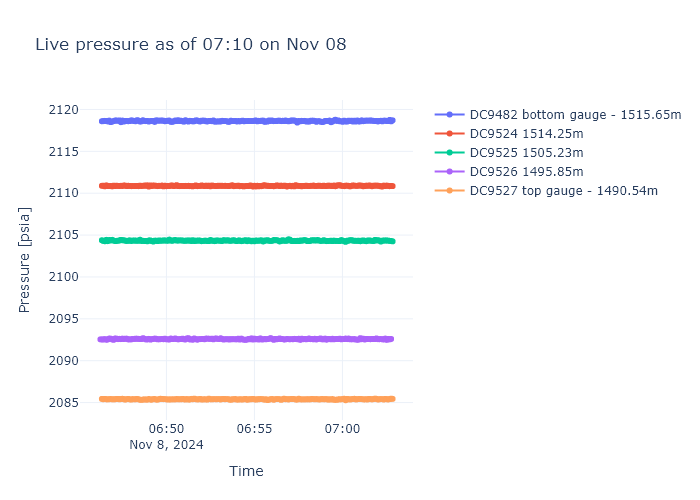 Live pressure as of 07:10 on Nov 08
2120
2115
2110
2105
2100
2095
2090
2085
Pressure [psia]
06:50
06:55
07:00
Nov 8, 2024
Time
DC9482 bottom gauge - 1515.65m
DC9524 1514.25m
DC9525 1505.23m
DC9526 1495.85m
DC9527 top gauge - 1490.54m